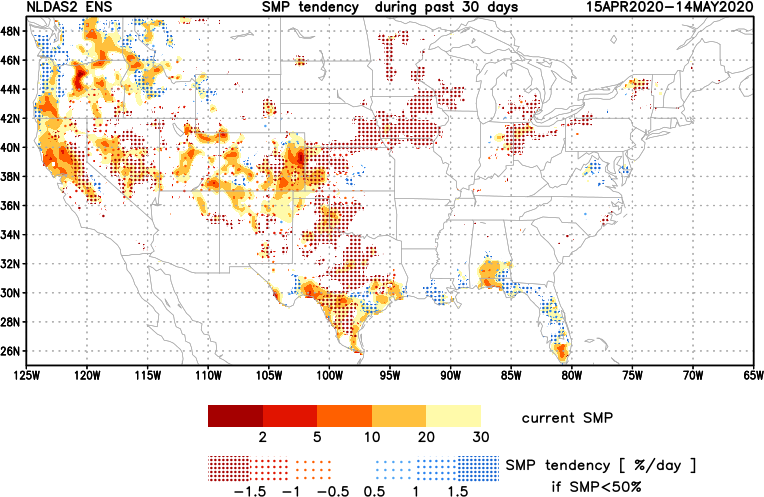 NLDAS2 ENS SMP tendency during past 30 days 15APR2020-14MAY2020
48N
46N
44N
42N
40N
38N
36N
34N
32N
30N
28N
26N
125W 120W 115W 110W 105W 100W 95W 90W 85W 80W 75W 70W 65W
current SMP
2 5 10 20 30
SMP tendency [ %/day ]
-1.5 -1 -0.5 0.5 1 1.5
if SMP<50%